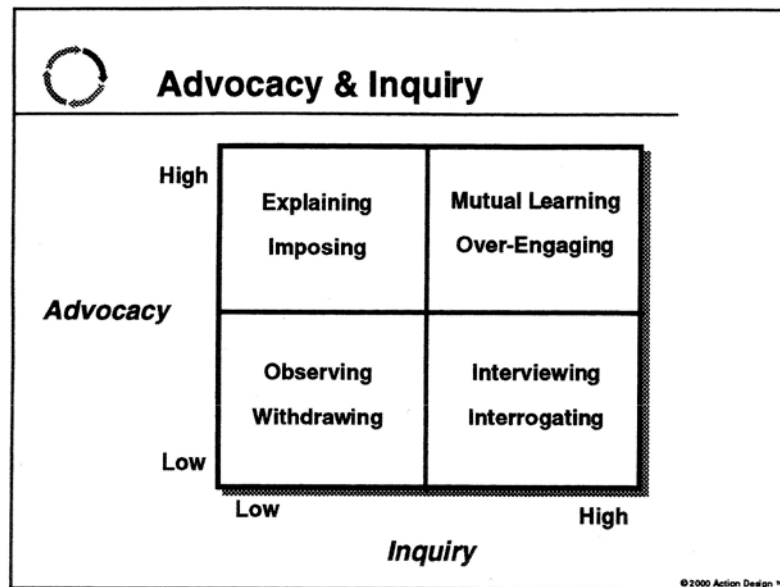 Advocacy & Inquiry
High
Explaining
Imposing
Mutual Learning
Over-Engaging
Advocacy
Observing
Withdrawing
Interviewing
Interrogating
Low
Low
High
Inquiry
©2000 Action Design ™